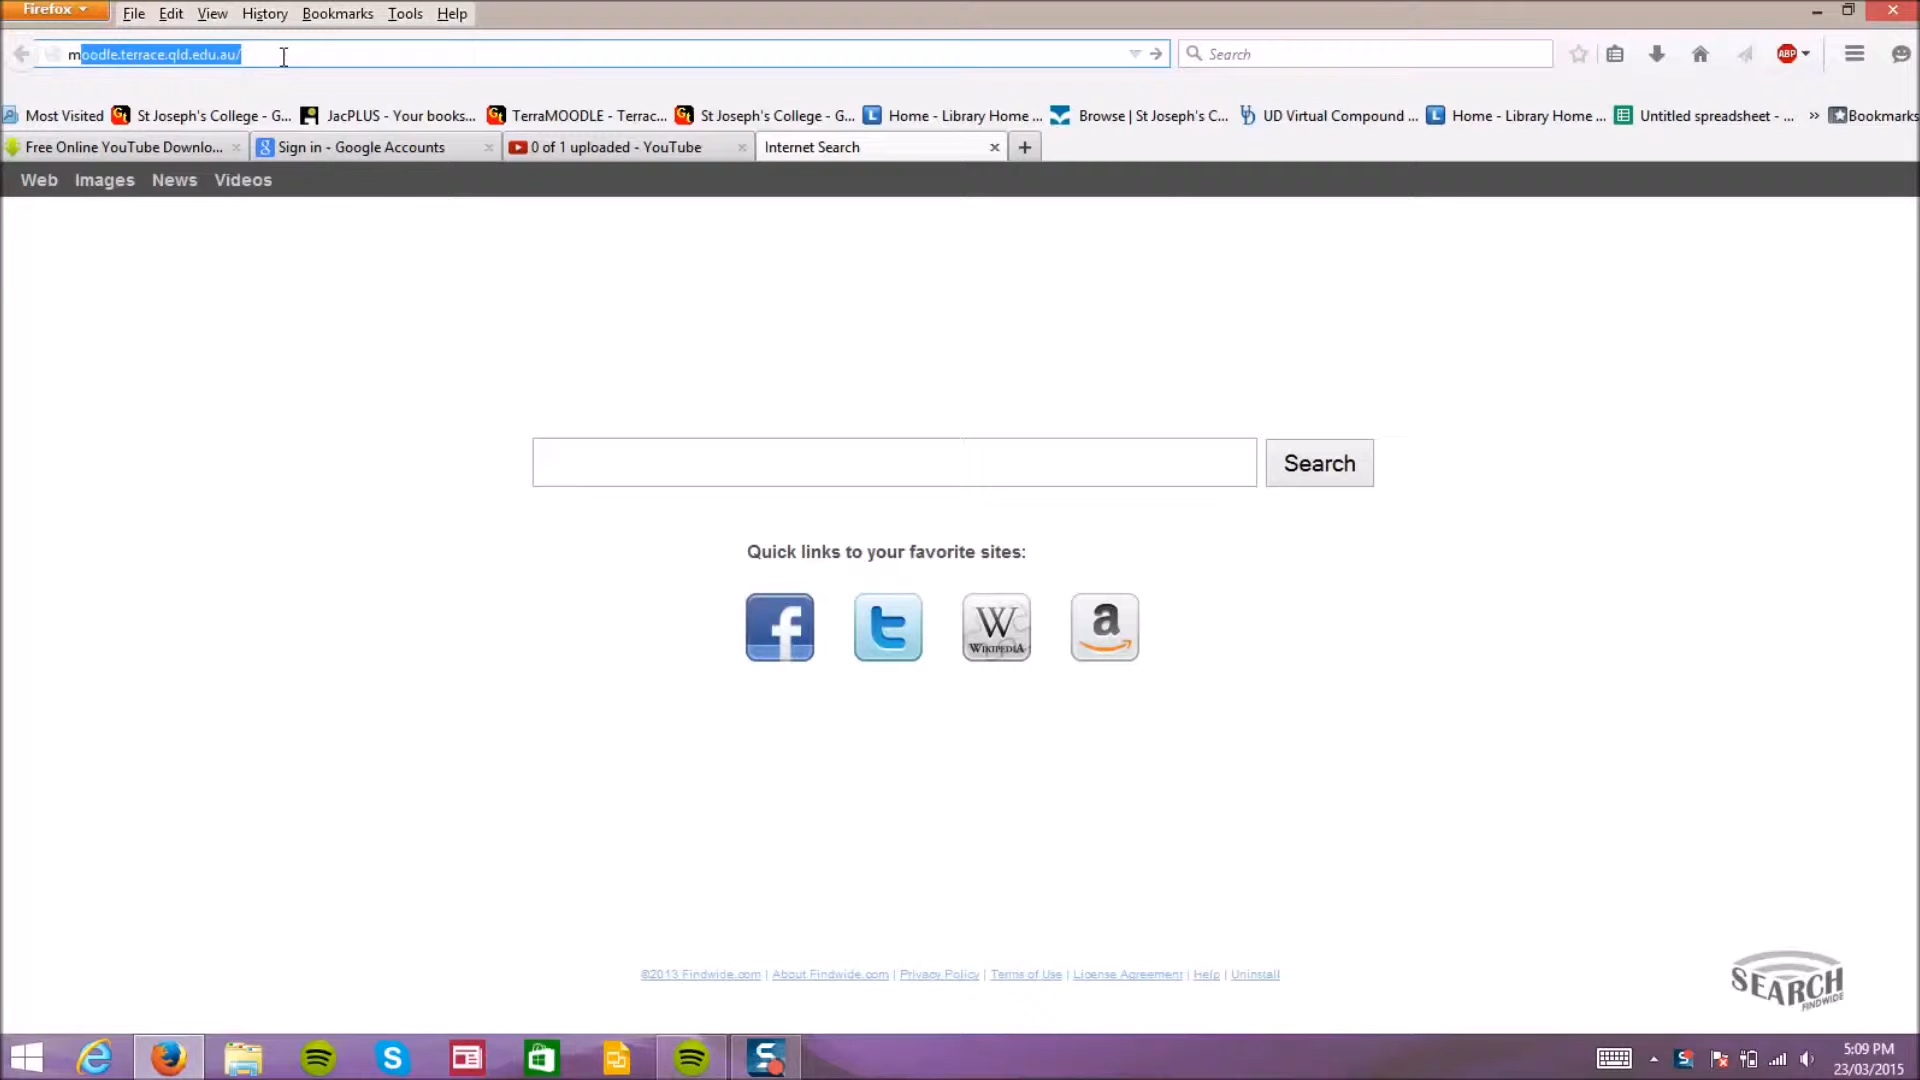 Firefox
File Edit View History Bookmarks Tools Help
moodle.terrace.qld.edu.au/
Search
ABP
Most Visited St Joseph's College - G... JacPLUS - Your books... TerraMOODLE - Terrac... St Joseph's College - G... Home - Library Home ... Browse | St Joseph's C... UD Virtual Compound ... Home - Library Home ... Untitled spreadsheet - ... » Bookmarks
Free Online YouTube Downlo... Sign in - Google Accounts 0 of 1 uploaded - YouTube Internet Search
Web Images News Videos
Search
Quick links to your favorite sites:
WIKIPEDIA
©2013 Findwide.com | About Findwide.com | Privacy Policy | Terms of Use | License Agreement | Help | Uninstall
SEARCH
FINDWIDE
5:09 PM
23/03/2015